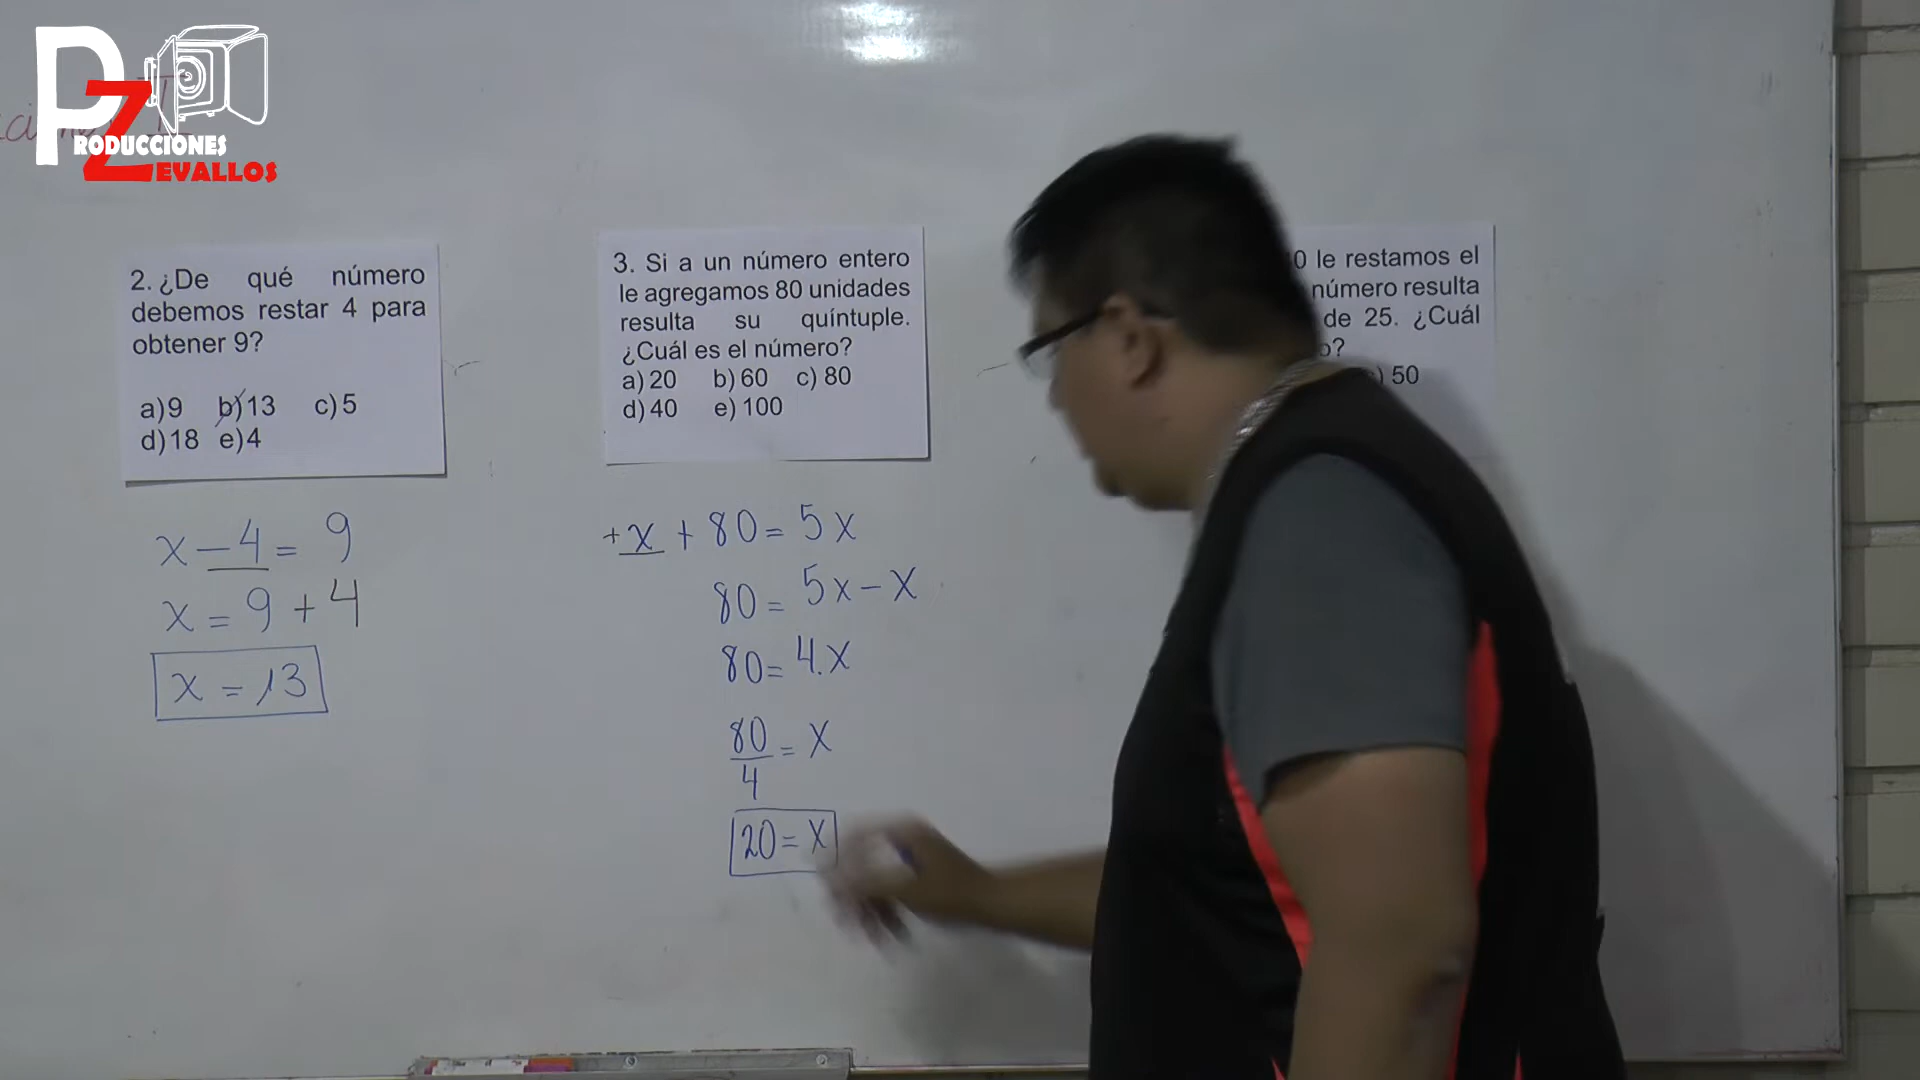 PRODUCCIONES
ZEVALLOS
2. ¿De qué número
debemos restar 4 para
obtener 9?
a) 9 b) 13 c) 5
d) 18 e) 4
x - 4 = 9
x = 9 + 4
x = 13
3. Si a un número entero
le agregamos 80 unidades
resulta su quíntuple.
¿Cuál es el número?
a) 20 b) 60 c) 80
d) 40 e) 100
+x + 80 = 5x
80 = 5x - x
80 = 4.x
80/4 = x
20 = x
0 le restamos el
número resulta
de 25. ¿Cuál
o?
) 50